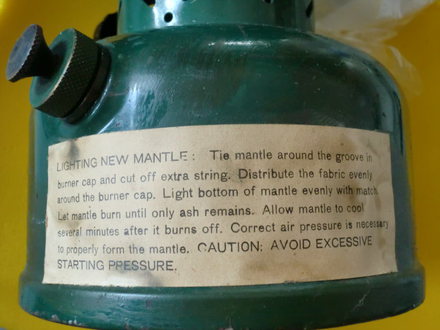 LIGHTING NEW MANTLE: Tie mantle around the groove in
burner cap and cut off extra string. Distribute the fabric evenly
around the burner cap. Light bottom of mantle evenly with match.
Let mantle burn until only ash remains. Allow mantle to cool
several minutes after it burns off. Correct air pressure is necessary
to properly form the mantle. CAUTION: AVOID EXCESSIVE
STARTING PRESSURE.